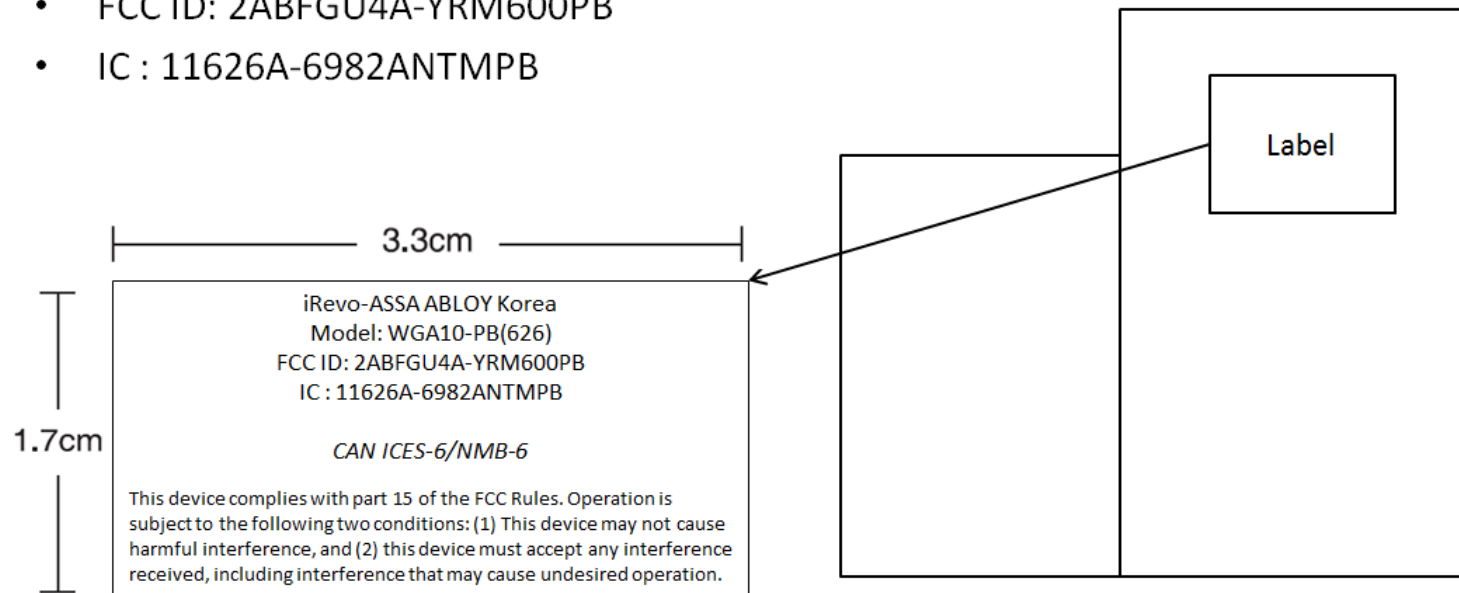 • FCC ID: 2ABFGU4A-YRM600PB
• IC : 11626A-6982ANTMPB
Label
3.3cm
iRevo-ASSA ABLOY Korea
Model: WGA10-PB(626)
FCC ID: 2ABFGU4A-YRM600PB
IC : 11626A-6982ANTMPB
1.7cm
CAN ICES-6/NMB-6
This device complies with part 15 of the FCC Rules. Operation is
subject to the following two conditions: (1) This device may not cause
harmful interference, and (2) this device must accept any interference
received, including interference that may cause undesired operation.